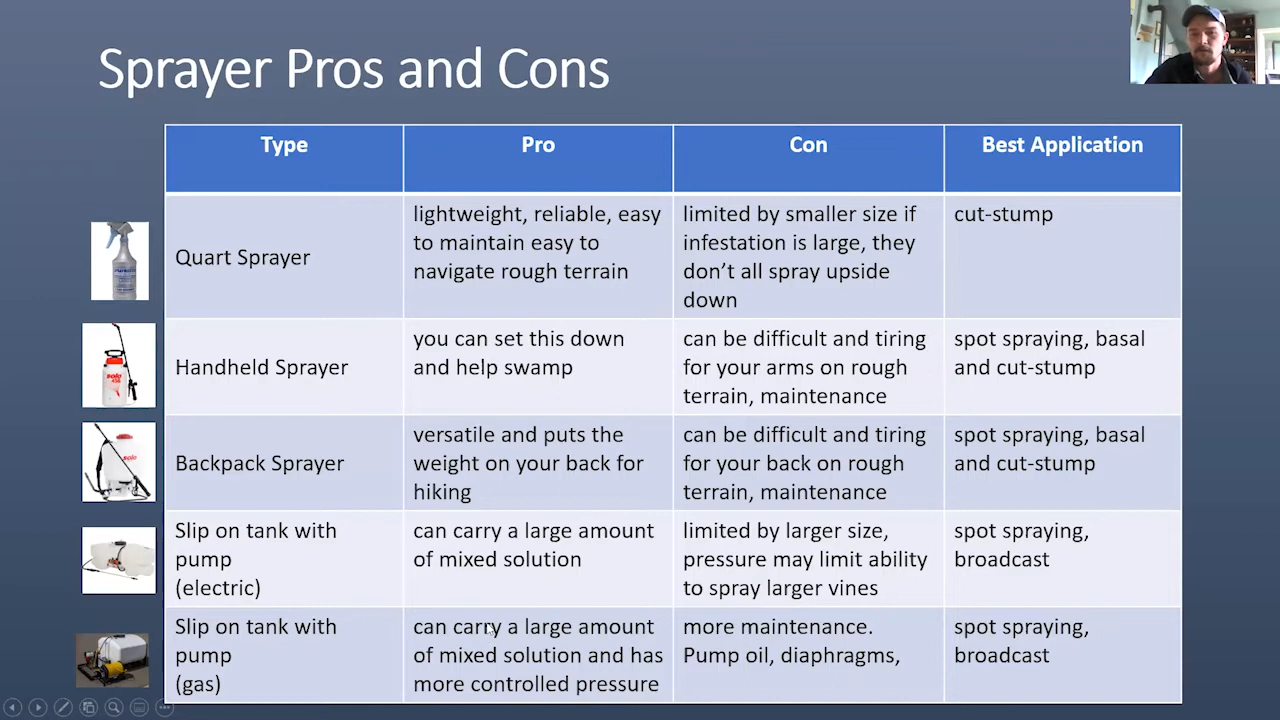 Sprayer Pros and Cons
Type
Pro
Con
Best Application
Quart Sprayer
lightweight, reliable, easy
to maintain easy to
navigate rough terrain
limited by smaller size if
infestation is large, they
don’t all spray upside
down
cut-stump
Handheld Sprayer
you can set this down
and help swamp
can be difficult and tiring
for your arms on rough
terrain, maintenance
spot spraying, basal
and cut-stump
Backpack Sprayer
versatile and puts the
weight on your back for
hiking
can be difficult and tiring
for your back on rough
terrain, maintenance
spot spraying, basal
and cut-stump
Slip on tank with
pump
(electric)
can carry a large amount
of mixed solution
limited by larger size,
pressure may limit ability
to spray larger vines
spot spraying,
broadcast
Slip on tank with
pump
(gas)
can carry a large amount
of mixed solution and has
more controlled pressure
more maintenance.
Pump oil, diaphragms,
spot spraying,
broadcast
solo
solo